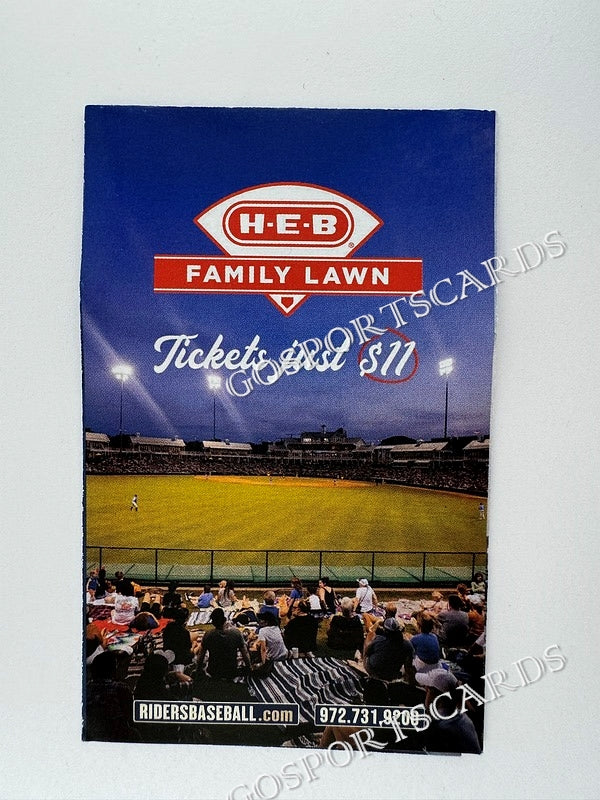 H-E-B®
FAMILY LAWN
Tickets just $11
GOSPORTSCARDS
RIDERSBASEBALL.com 972.731.9200
GOSPORTSCARDS
GOSPORTSCARDS